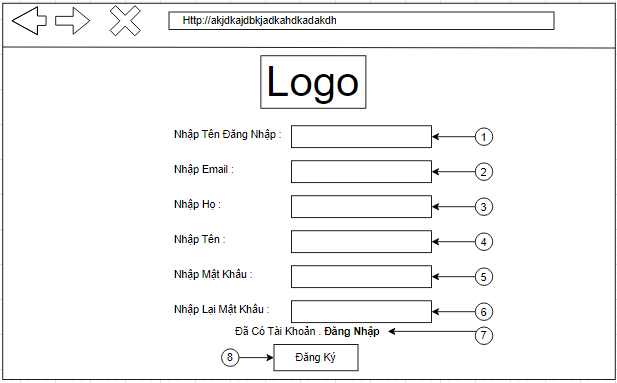 Http://akjdkajdbkjadkahdkadakdh
Logo
Nhập Tên Đăng Nhập : 1
Nhập Email : 2
Nhập Họ : 3
Nhập Tên : 4
Nhập Mật Khẩu : 5
Nhập Lại Mật Khẩu : 6
Đã Có Tài Khoản . Đăng Nhập 7
8 Đăng Ký